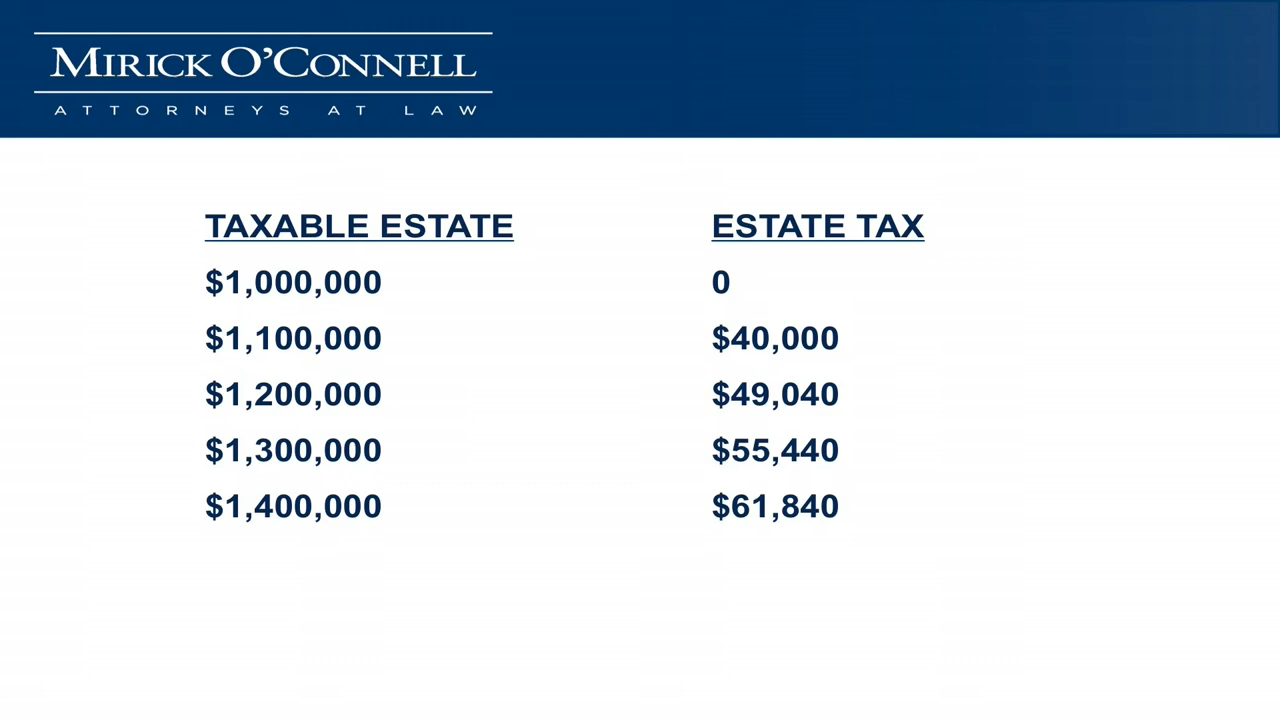 MIRICK O'CONNELL
ATTORNEYS AT LAW
TAXABLE ESTATE ESTATE TAX
$1,000,000 0
$1,100,000 $40,000
$1,200,000 $49,040
$1,300,000 $55,440
$1,400,000 $61,840